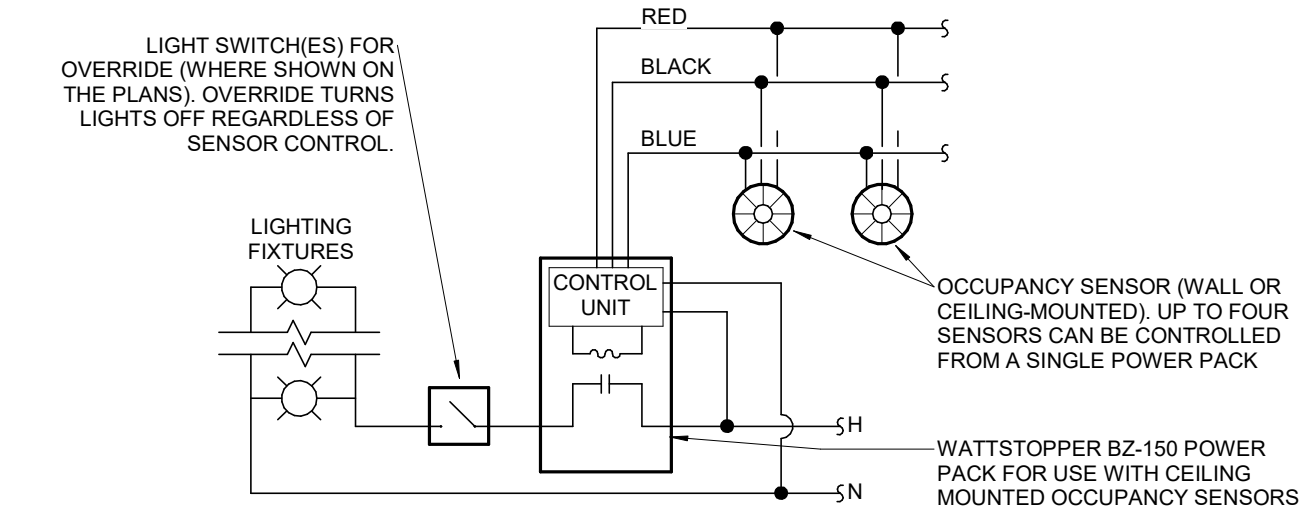 RED
LIGHT SWITCH(ES) FOR
OVERRIDE (WHERE SHOWN ON
THE PLANS). OVERRIDE TURNS
LIGHTS OFF REGARDLESS OF
SENSOR CONTROL.
BLACK
BLUE
LIGHTING
FIXTURES
CONTROL
UNIT
OCCUPANCY SENSOR (WALL OR
CEILING-MOUNTED). UP TO FOUR
SENSORS CAN BE CONTROLLED
FROM A SINGLE POWER PACK
H
WATTSTOPPER BZ-150 POWER
PACK FOR USE WITH CEILING
MOUNTED OCCUPANCY SENSORS
N